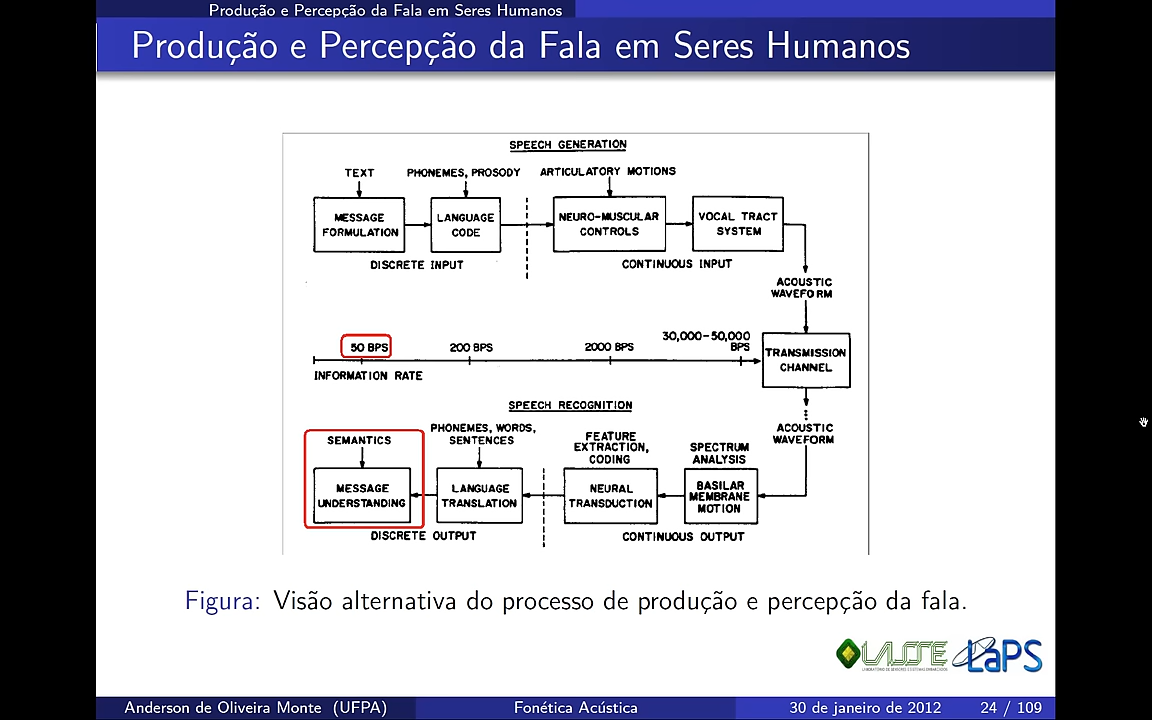 Produção e Percepção da Fala em Seres Humanos
Produção e Percepção da Fala em Seres Humanos
SPEECH GENERATION
TEXT
PHONEMES, PROSODY
ARTICULATORY MOTIONS
MESSAGE
FORMULATION
LANGUAGE
CODE
NEURO-MUSCULAR
CONTROLS
VOCAL TRACT
SYSTEM
DISCRETE INPUT
CONTINUOUS INPUT
ACOUSTIC
WAVEFORM
50 BPS
200 BPS
2000 BPS
30,000-50,000
BPS
INFORMATION RATE
TRANSMISSION
CHANNEL
SPEECH RECOGNITION
SEMANTICS
PHONEMES, WORDS,
SENTENCES
FEATURE
EXTRACTION,
CODING
SPECTRUM
ANALYSIS
ACOUSTIC
WAVEFORM
MESSAGE
UNDERSTANDING
LANGUAGE
TRANSLATION
NEURAL
TRANSDUCTION
BASILAR
MEMBRANE
MOTION
DISCRETE OUTPUT
CONTINUOUS OUTPUT
Figura: Visão alternativa do processo de produção e percepção da fala.
LASSE
LaPS
Anderson de Oliveira Monte (UFPA)
Fonética Acústica
30 de janeiro de 2012
24 / 109